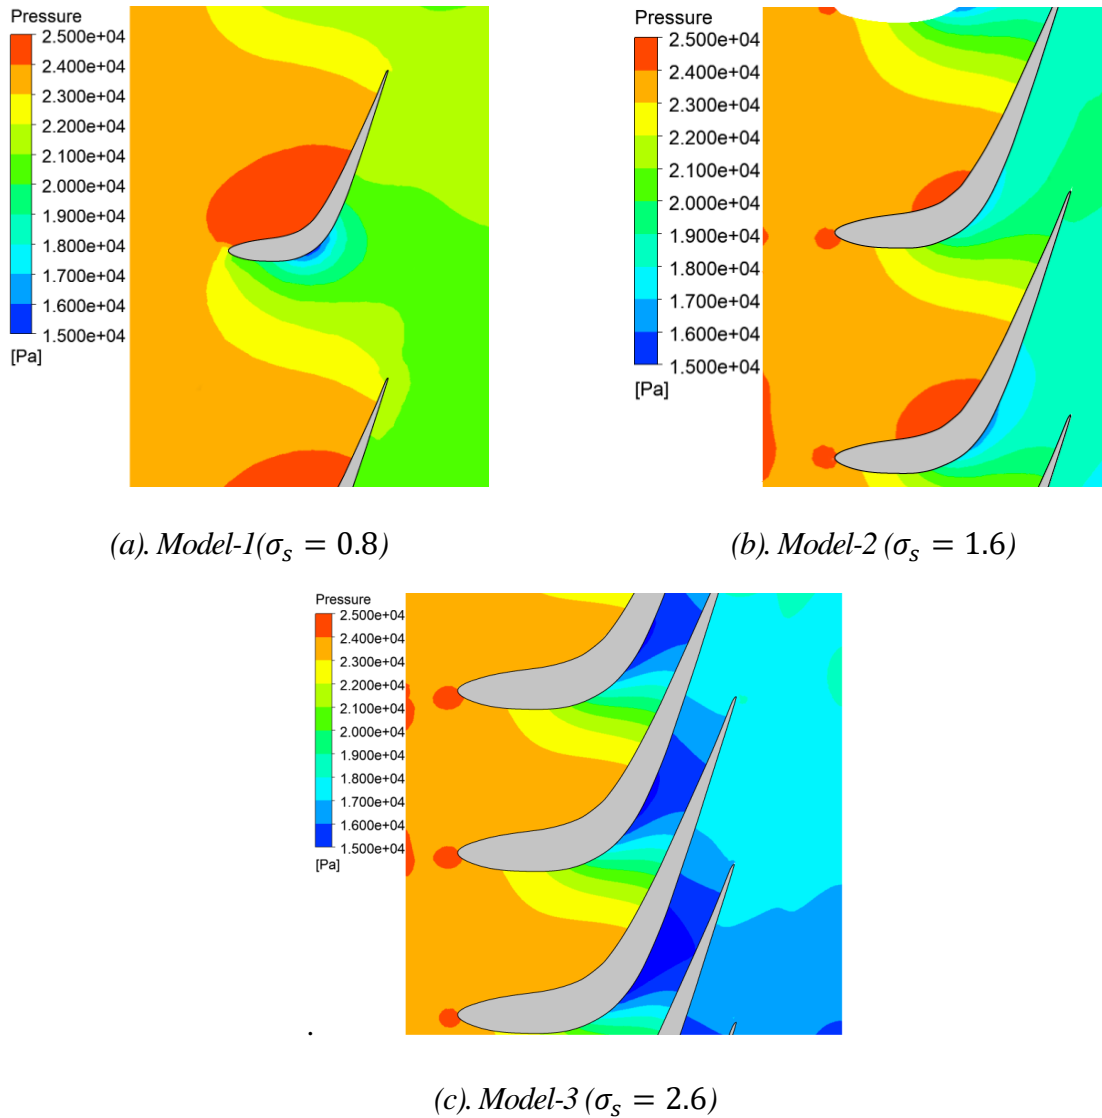 Pressure
2.500e+04
2.400e+04
2.300e+04
2.200e+04
2.100e+04
2.000e+04
1.900e+04
1.800e+04
1.700e+04
1.600e+04
1.500e+04
[Pa]
Pressure
2.500e+04
2.400e+04
2.300e+04
2.200e+04
2.100e+04
2.000e+04
1.900e+04
1.800e+04
1.700e+04
1.600e+04
1.500e+04
[Pa]
(a). Model-1(σₛ = 0.8)
(b). Model-2 (σₛ = 1.6)
Pressure
2.500e+04
2.400e+04
2.300e+04
2.200e+04
2.100e+04
2.000e+04
1.900e+04
1.800e+04
1.700e+04
1.600e+04
1.500e+04
[Pa]
.
(c). Model-3 (σₛ = 2.6)